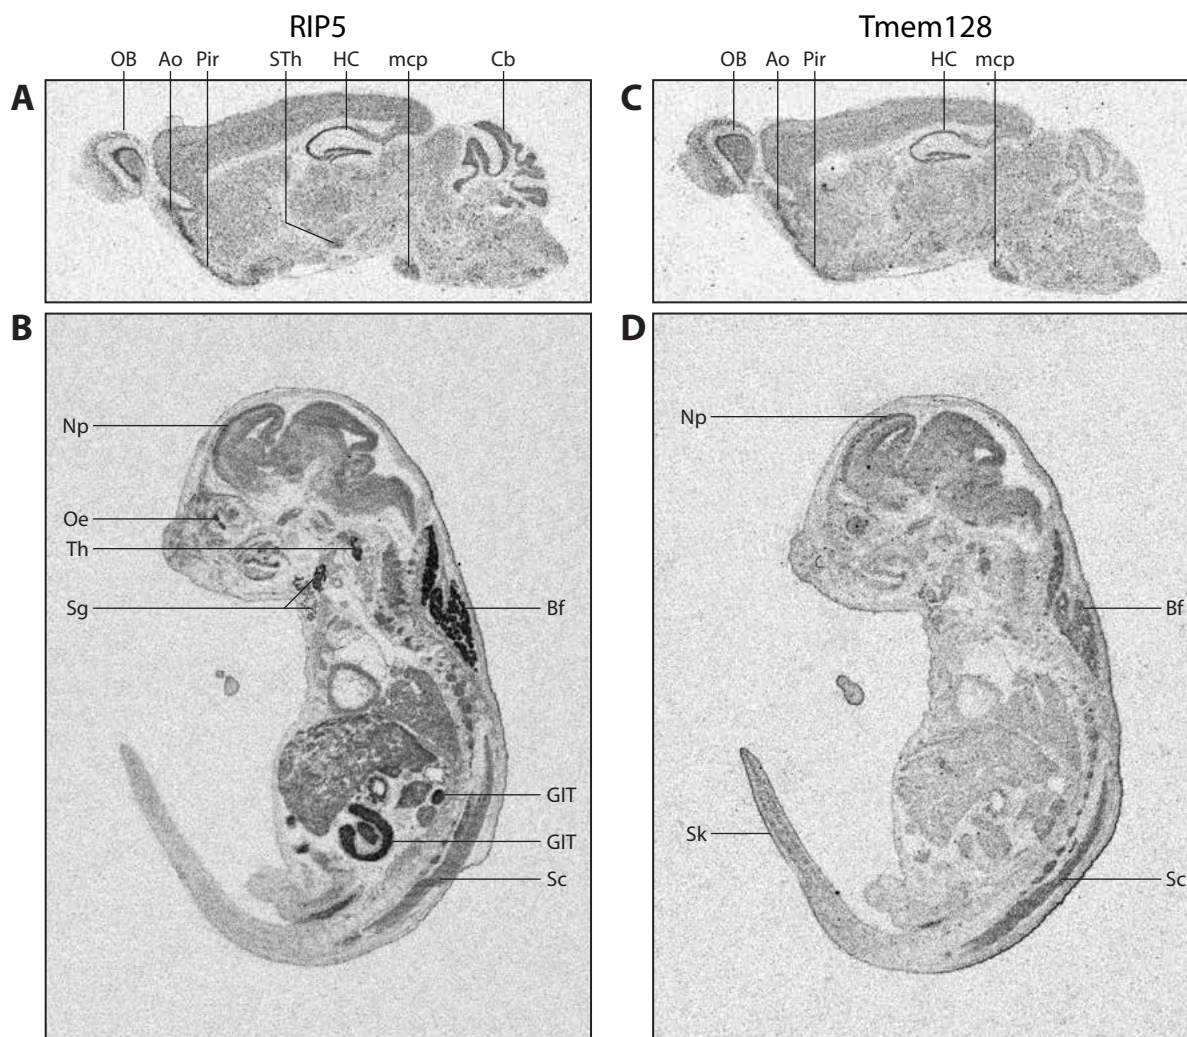 RIP5
OB Ao Pir STh HC mcp Cb
A
B
Np
Oe
Th
Sg
Bf
GIT
GIT
Sc
Tmem128
OB Ao Pir HC mcp
C
D
Np
Bf
Sk
Sc